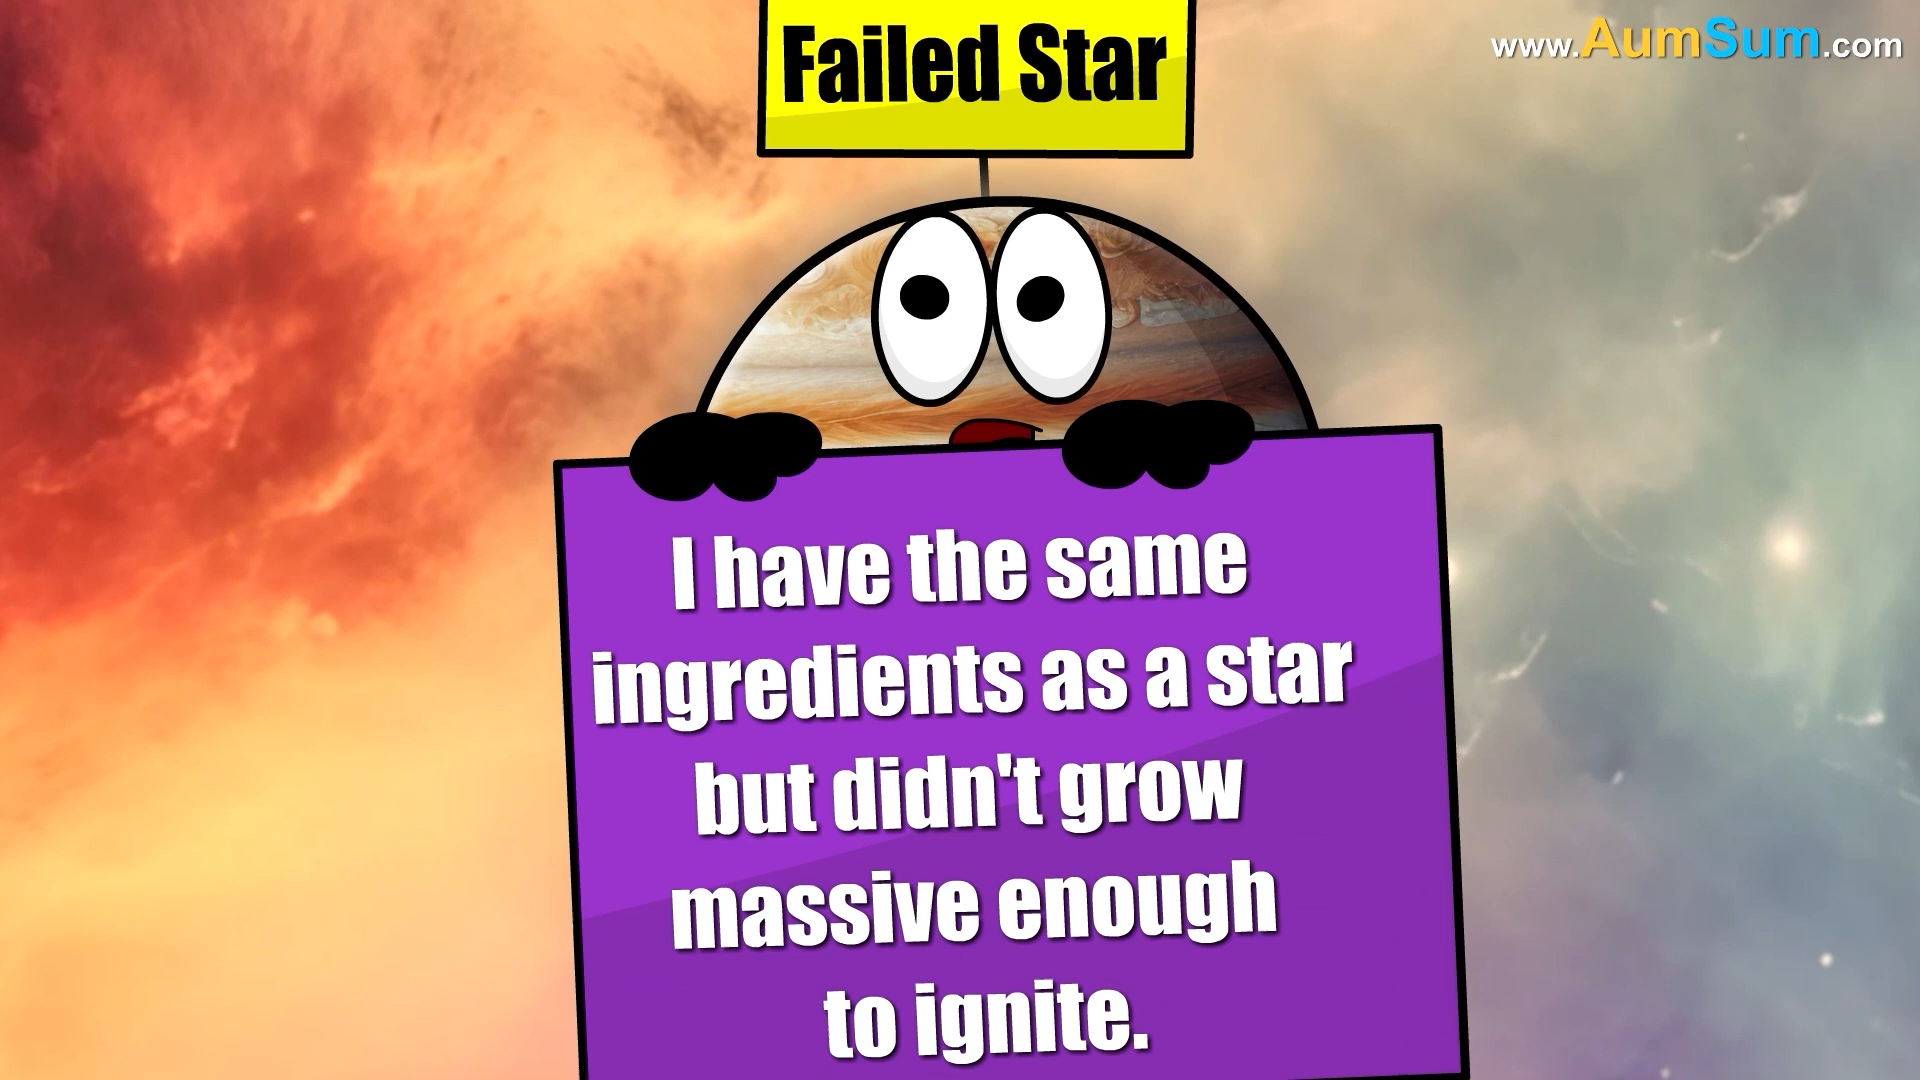 Failed Star
www.AumSum.com
I have the same
ingredients as a star
but didn't grow
massive enough
to ignite.